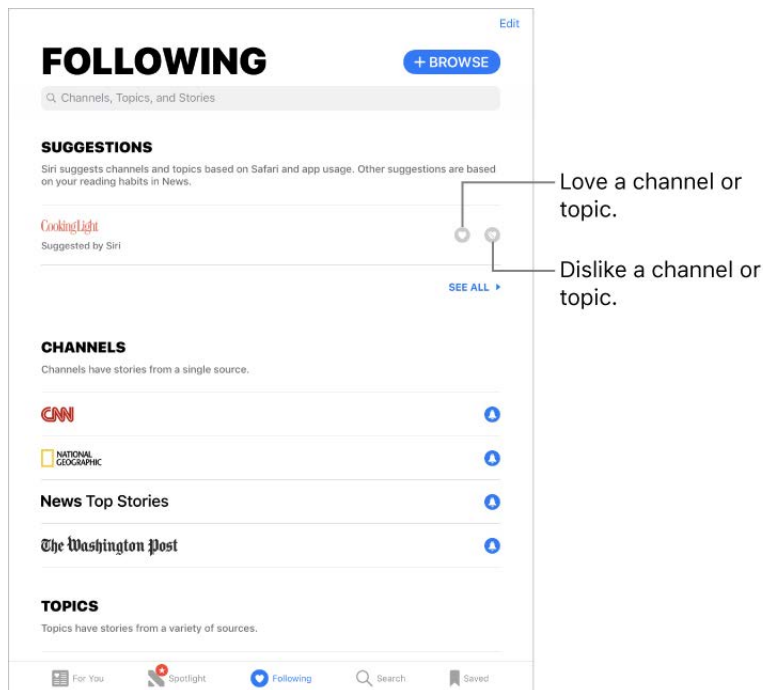 Edit
FOLLOWING
+ BROWSE
Channels, Topics, and Stories
SUGGESTIONS
Siri suggests channels and topics based on Safari and app usage. Other suggestions are based
on your reading habits in News.
Love a channel or
topic.
CookingLight
Suggested by Siri
Dislike a channel or
topic.
SEE ALL
CHANNELS
Channels have stories from a single source.
CNN
NATIONAL
GEOGRAPHIC
News Top Stories
The Washington Post
TOPICS
Topics have stories from a variety of sources.
For You
Spotlight
Following
Search
Saved